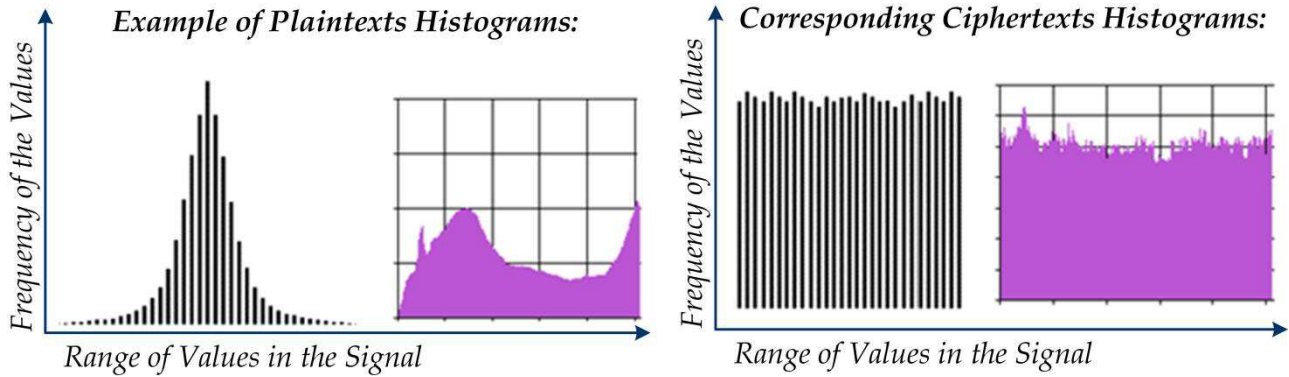 Example of Plaintexts Histograms:
Frequency of the Values
Range of Values in the Signal
Corresponding Ciphertexts Histograms:
Frequency of the Values
Range of Values in the Signal